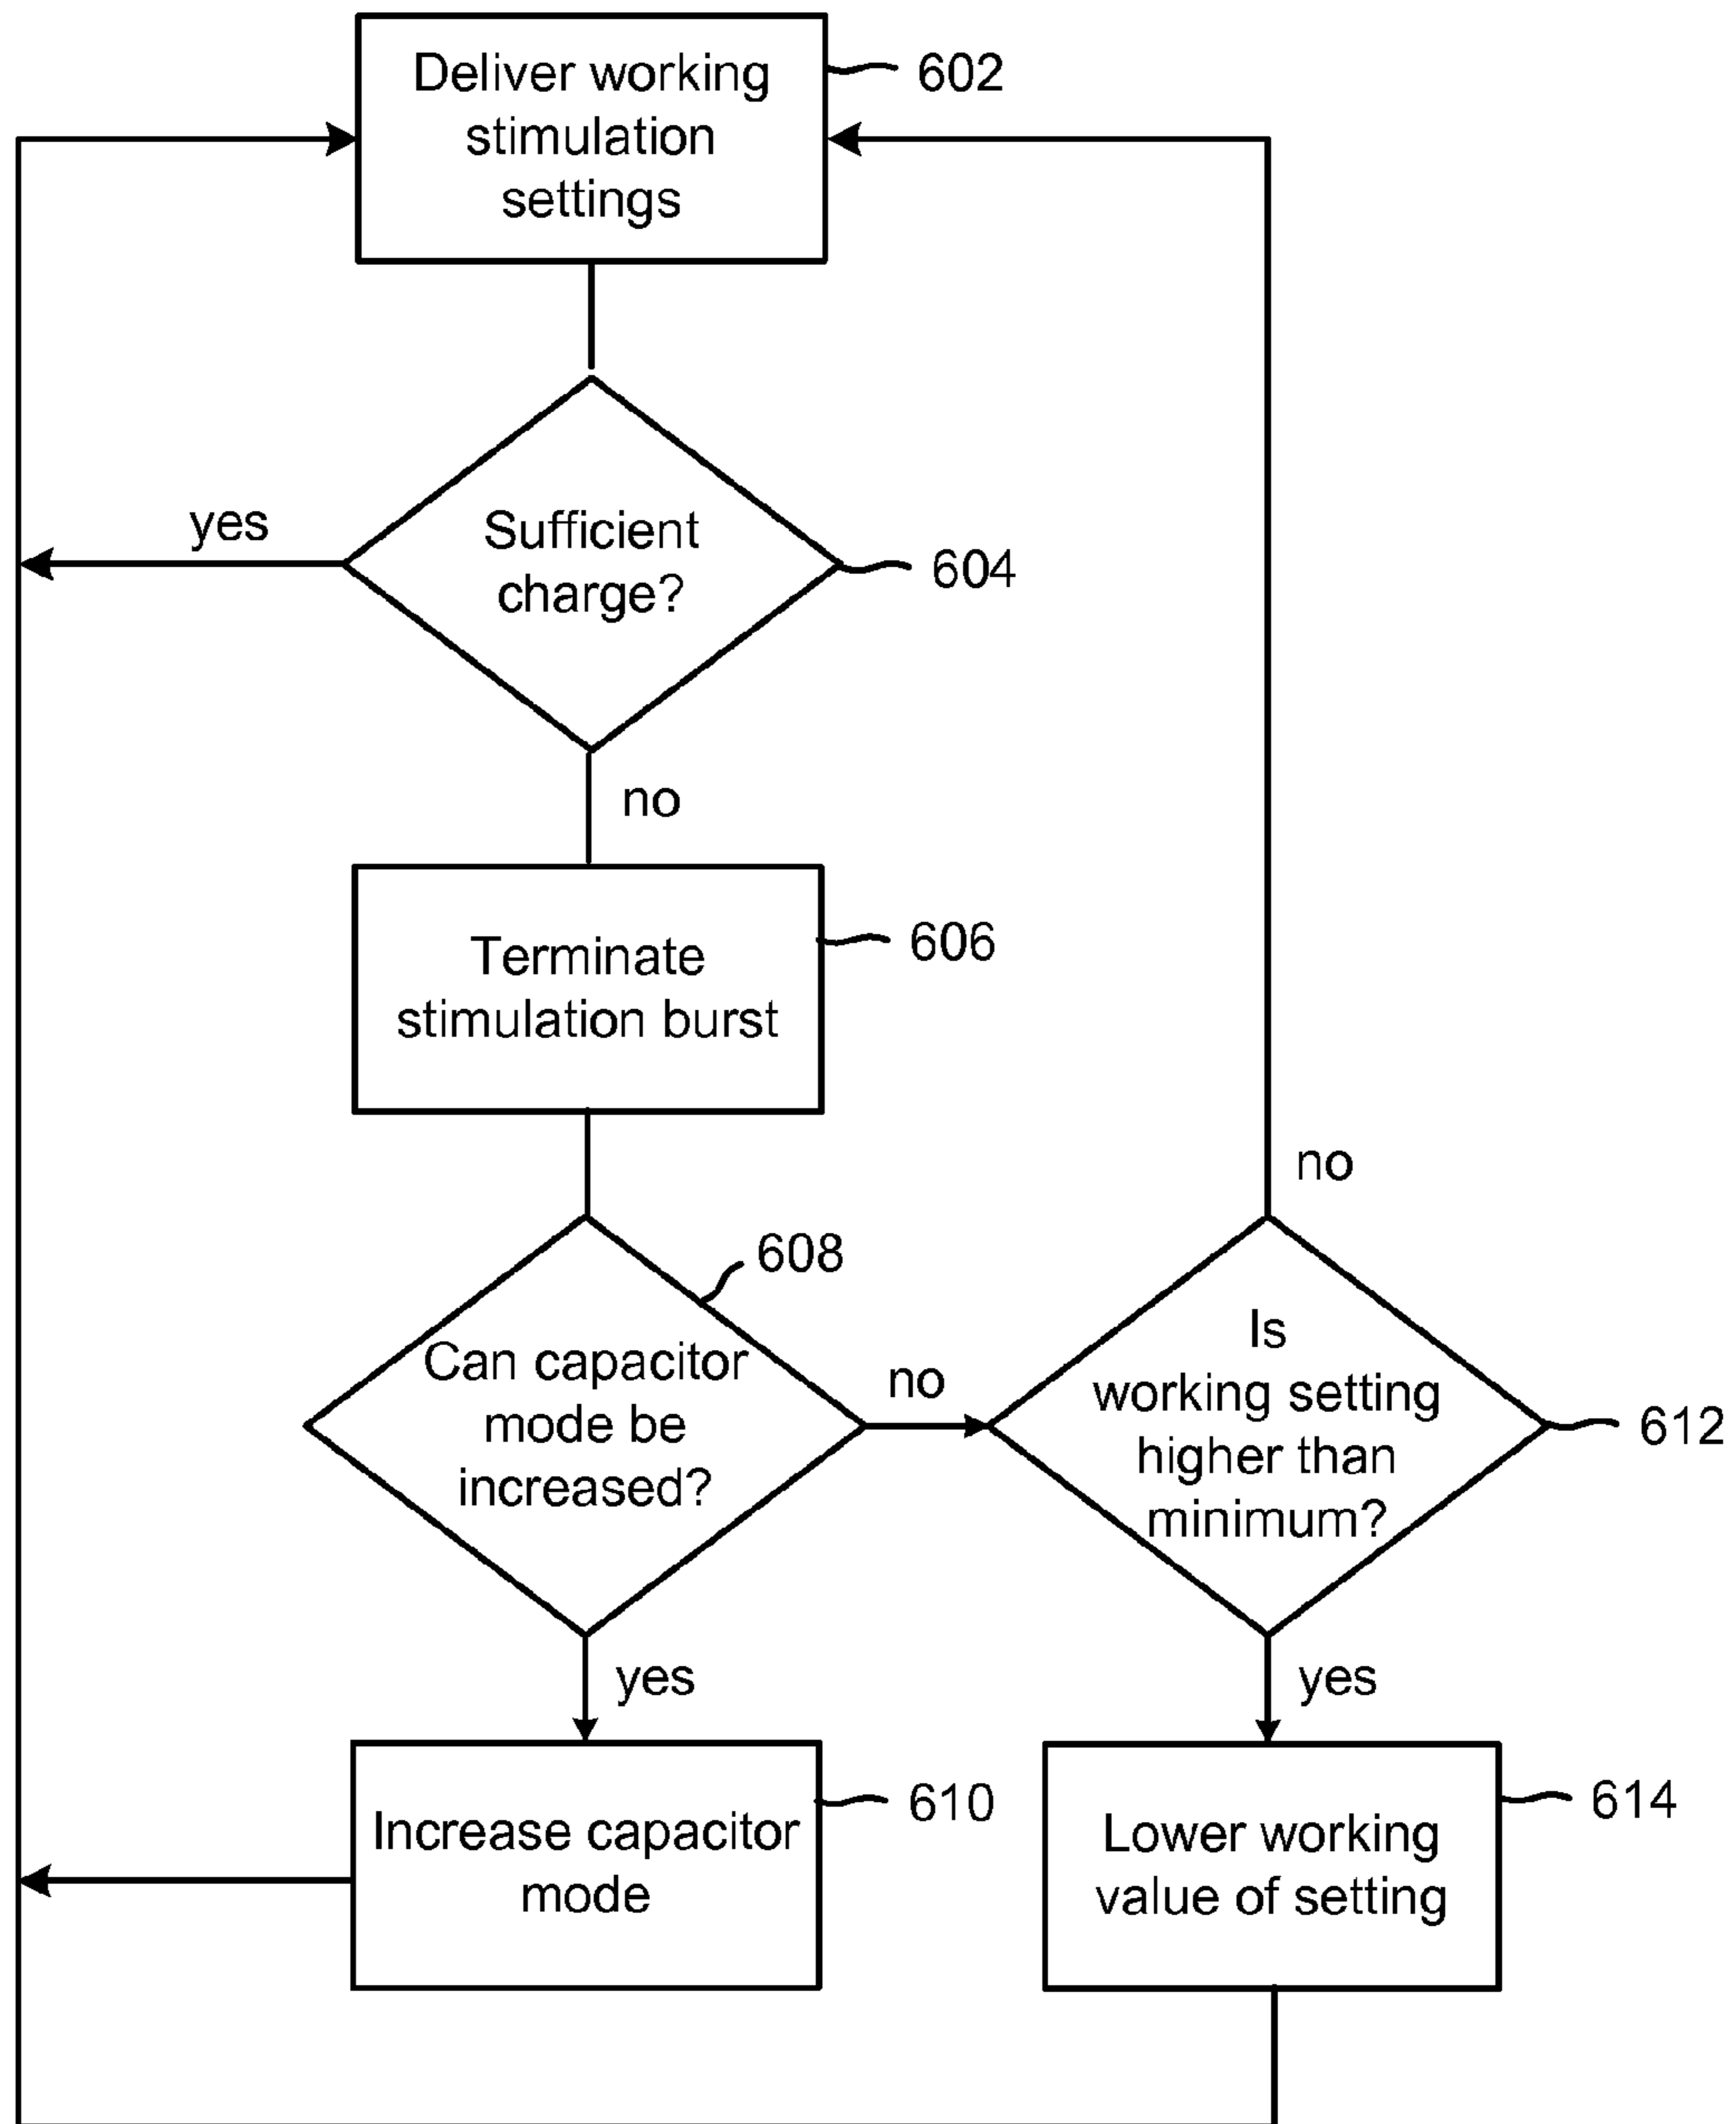 Deliver working
stimulation
settings
602
Sufficient
charge?
604
yes
no
Terminate
stimulation burst
606
Can capacitor
mode be
increased?
608
no
Is
working setting
higher than
minimum?
612
no
yes
yes
Increase capacitor
mode
610
Lower working
value of setting
614